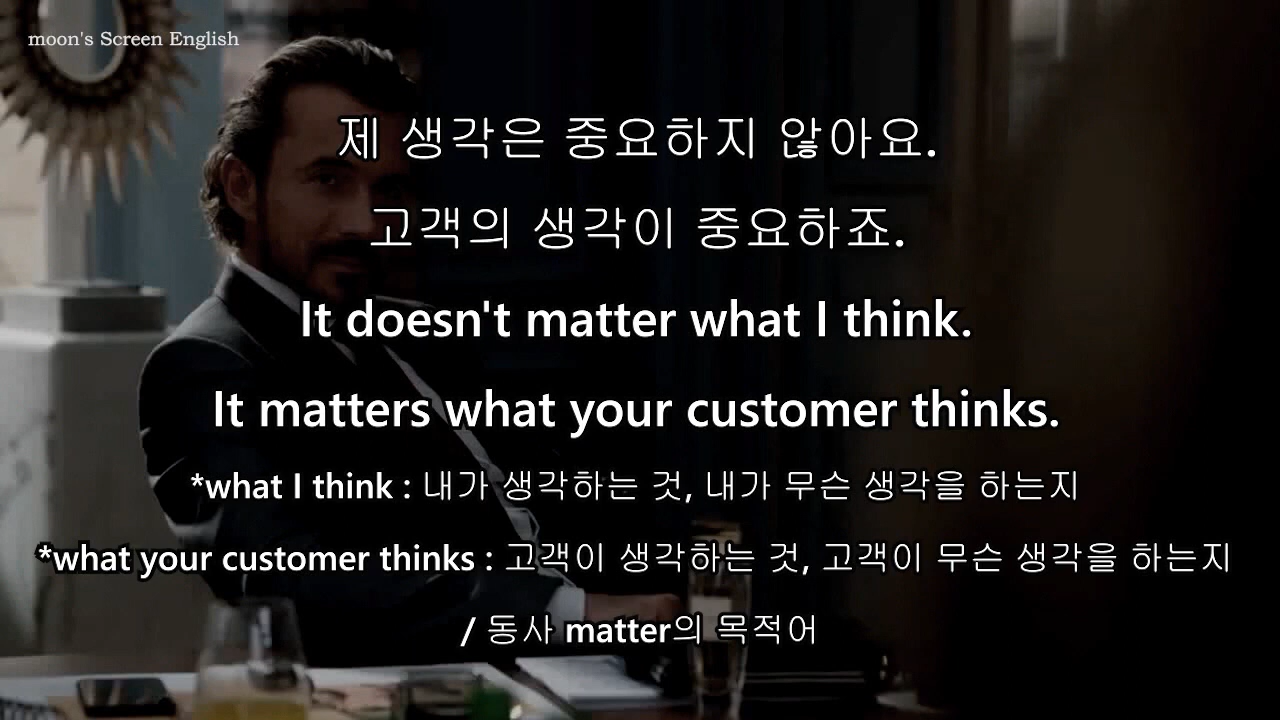 moon's Screen English
제 생각은 중요하지 않아요.
고객의 생각이 중요하죠.
It doesn't matter what I think.
It matters what your customer thinks.
*what I think : 내가 생각하는 것, 내가 무슨 생각을 하는지
*what your customer thinks : 고객이 생각하는 것, 고객이 무슨 생각을 하는지
/ 동사 matter의 목적어